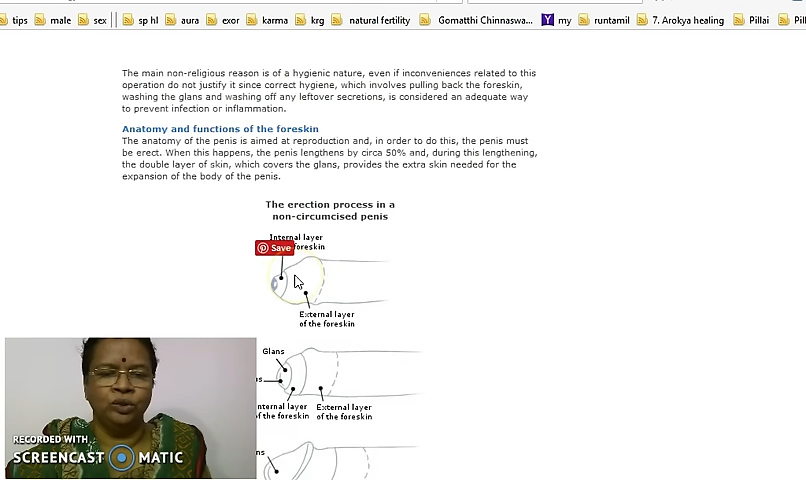 tips male sex sp hl aura exor karma krg natural fertility Gomatthi Chinnaswa... my runtamil 7. Arokya healing Pillai Pil
The main non-religious reason is of a hygienic nature, even if inconveniences related to this
operation do not justify it since correct hygiene, which involves pulling back the foreskin,
washing the glans and washing off any leftover secretions, is considered an adequate way
to prevent infection or inflammation.
Anatomy and functions of the foreskin
The anatomy of the penis is aimed at reproduction and, in order to do this, the penis must
be erect. When this happens, the penis lengthens by circa 50% and, during this lengthening,
the double layer of skin, which covers the glans, provides the extra skin needed for the
expansion of the body of the penis.
The erection process in a
non-circumcised penis
Internal layer
foreskin
Save
External layer
of the foreskin
Glans
Internal layer
of the foreskin
External layer
of the foreskin
RECORDED WITH
SCREENCAST MATIC